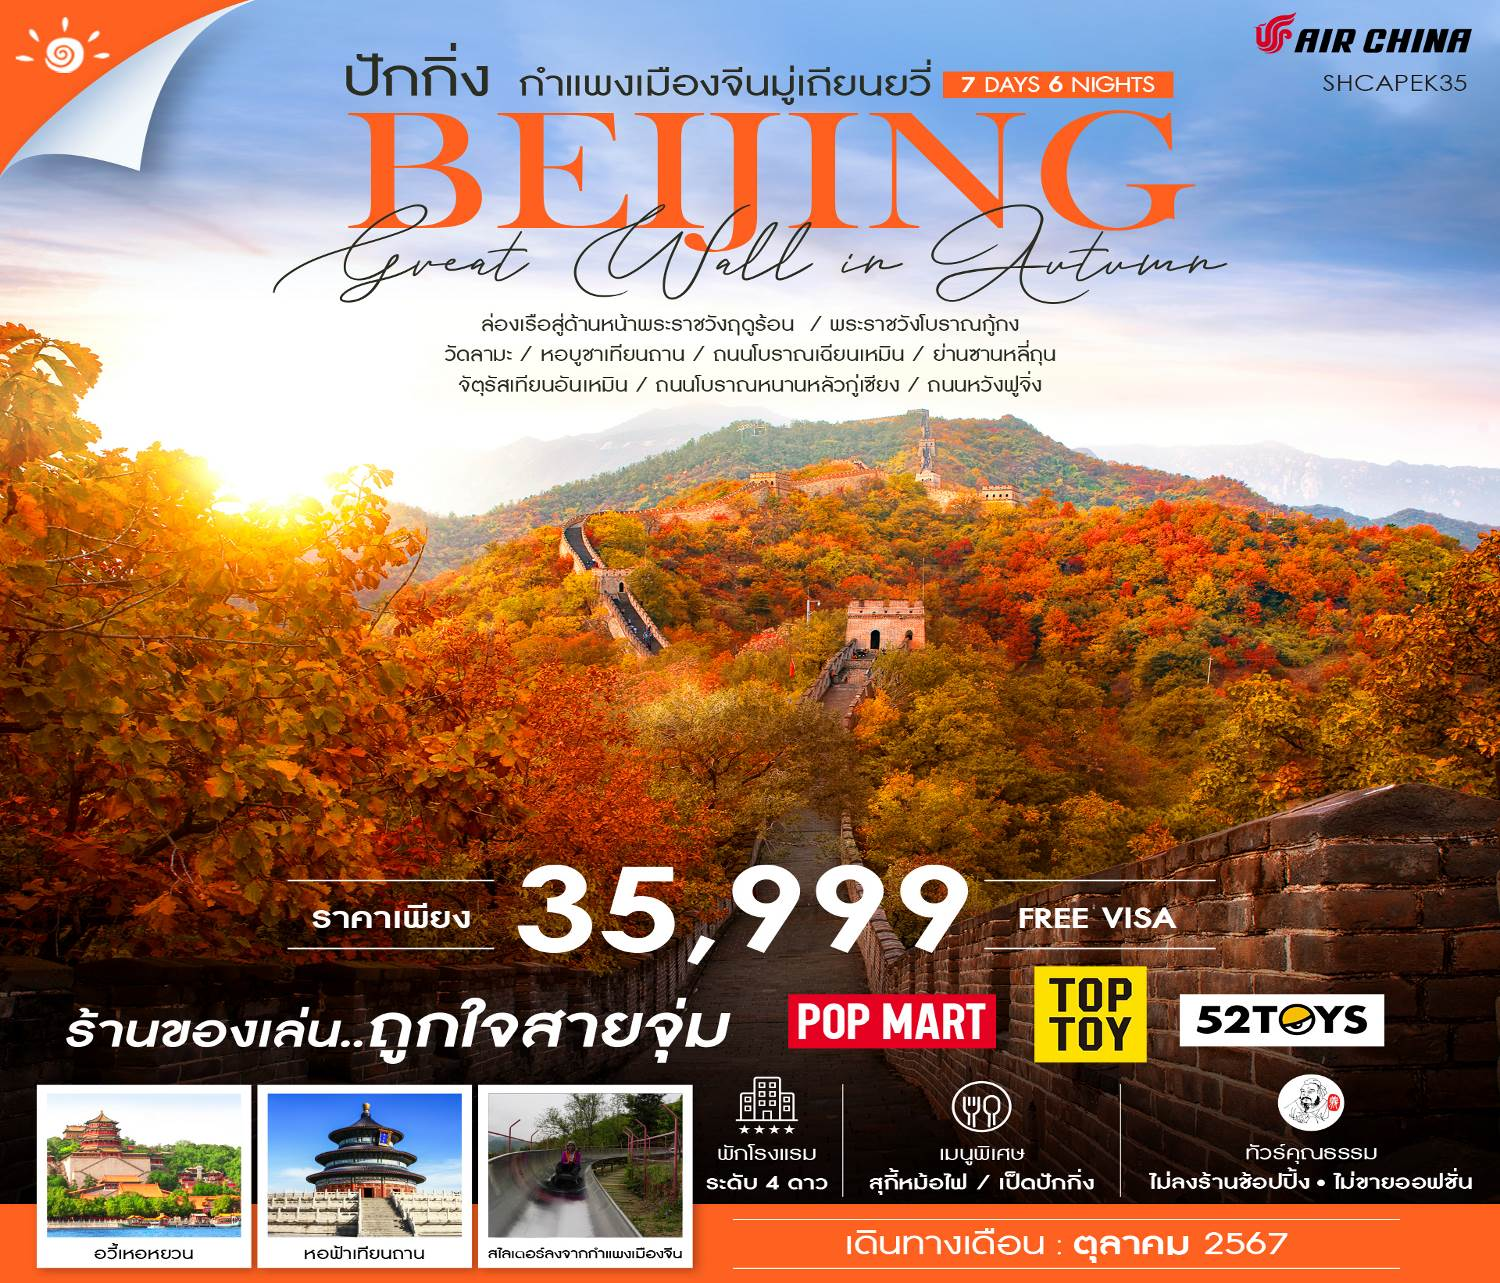 AIR CHINA
SHCAPEK35
ปักกิ่ง กำแพงเมืองจีนมู่เถียนยวี่ 7 DAYS 6 NIGHTS
BEIJING
Great Wall in Autumn
ล่องเรือสู่ด้านหน้าพระราชวังฤดูร้อน / พระราชวังโบราณกู้กง
วัดลามะ / หอบูชาเทียนถาน / ถนนโบราณเฉียนเหมิน / ย่านซานหลี่ถุน
จัตุรัสเทียนอันเหมิน / ถนนโบราณหนานหลัวกู่เซียง / ถนนหวังฟูจิ่ง
ราคาเพียง 35,999 FREE VISA
ร้านของเล่น..ถูกใจสายจุ่ม
POP MART
TOP
TOY
52TOYS
พักโรงแรม
ระดับ 4 ดาว
เมนูพิเศษ
สุกี้หม้อไฟ / เป็ดปักกิ่ง
ทัวร์คุณธรรม
ไม่ลงร้านช้อปปิ้ง • ไม่ขายออฟชั่น
อวี้เหอหยวน
หอฟ้าเทียนถาน
สไลเดอร์ลงจากกำแพงเมืองจีน
เดินทางเดือน : ตุลาคม 2567